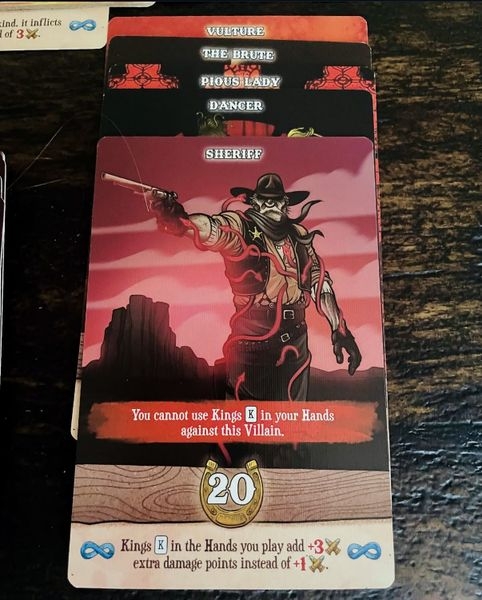 kind, it inflicts
d of 3
VULTURE
THE BRUTE
PIOUS LADY
DANCER
SHERIFF
You cannot use Kings K in your Hands
against this Villain.
20
Kings K in the Hands you play add +3
extra damage points instead of +1.